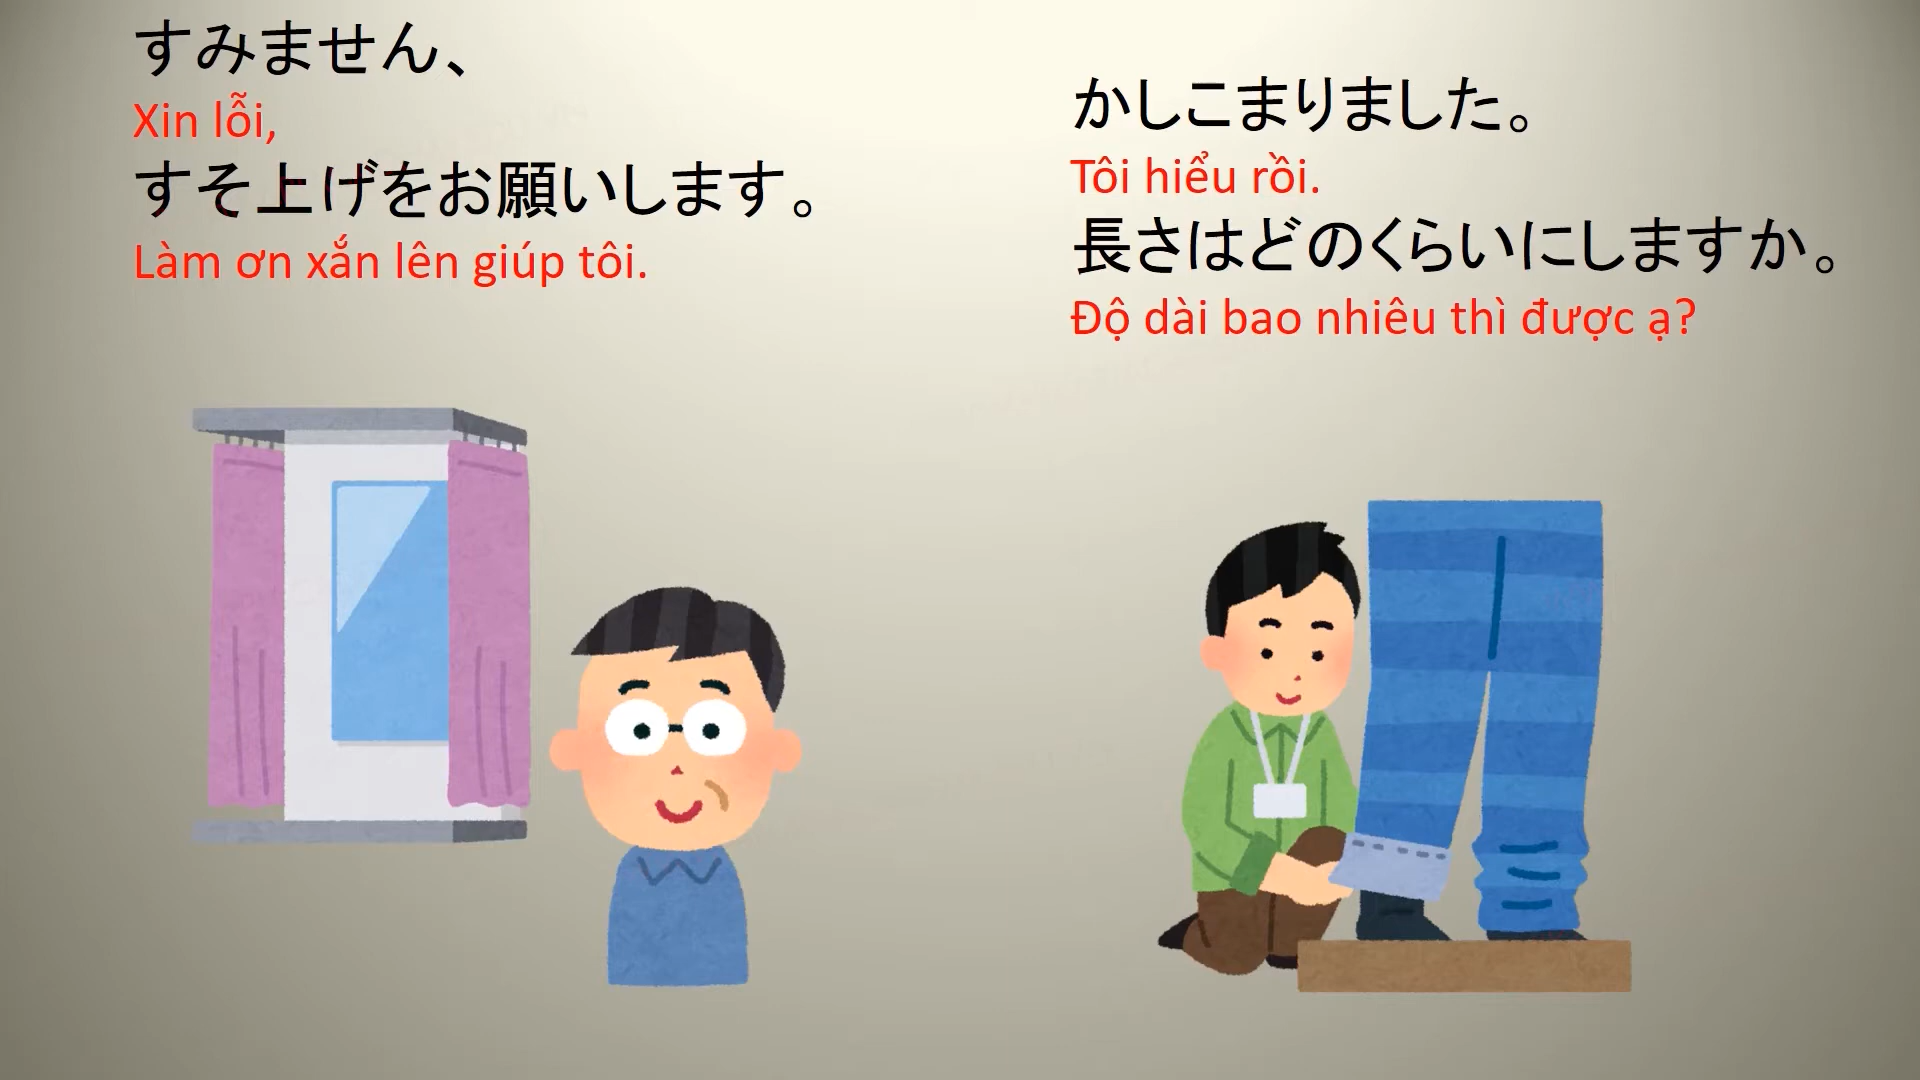 すみません、
Xin lỗi,
すそ上げをお願いします。
Làm ơn xắn lên giúp tôi.
かしこまりました。
Tôi hiểu rồi.
長さはどのくらいにしますか。
Độ dài bao nhiêu thì được ạ?